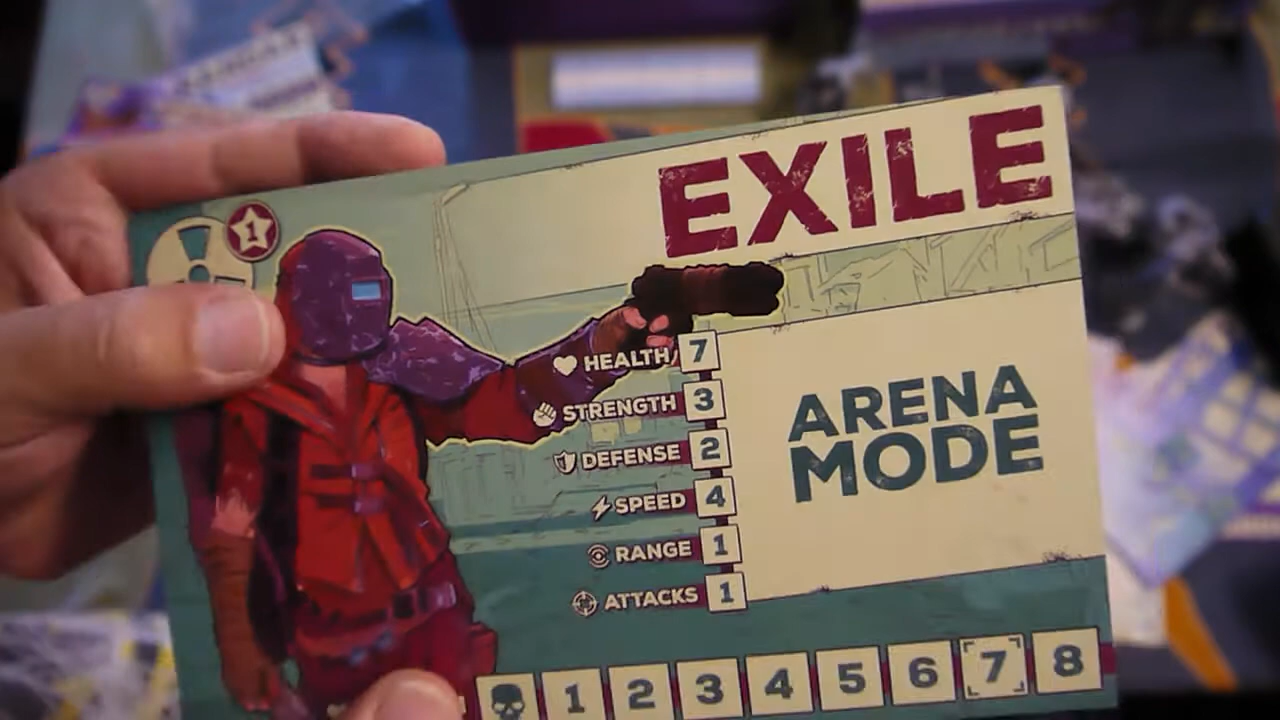 EXILE
1
HEALTH 7
STRENGTH 3
DEFENSE 2
SPEED 4
RANGE 1
ATTACKS 1
ARENA
MODE
1 2 3 4 5 6 7 8